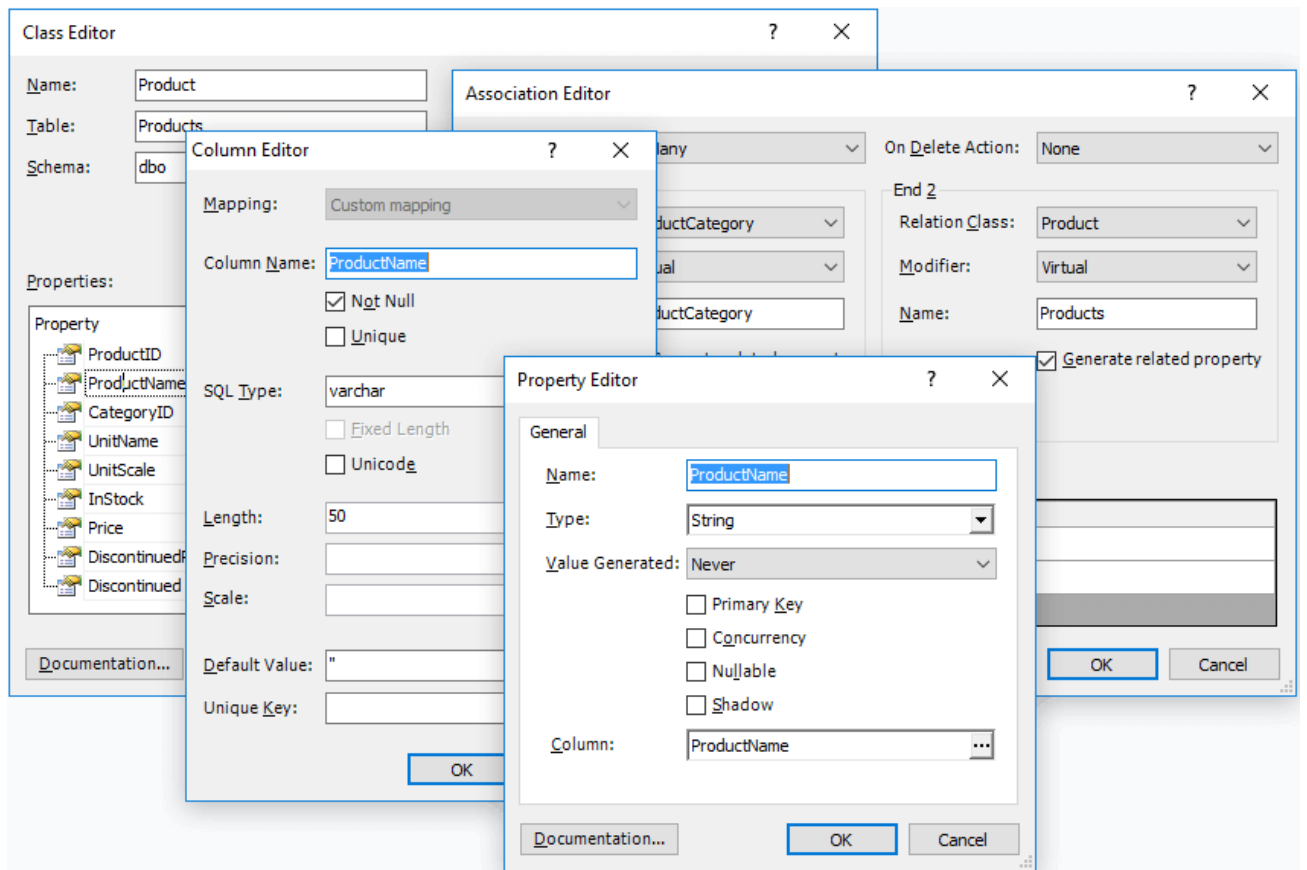 Class Editor
?
Name:
Product
Table:
Products
Schema:
dbo
Properties:
Property
ProductID
ProductName
CategoryID
UnitName
UnitScale
InStock
Price
Discontinued
Documentation...
Association Editor
?
On Delete Action:
None
End 2
Relation Class:
Product
Modifier:
Virtual
Name:
Products
Generate related property
OK
Cancel
Column Editor
?
Mapping:
Custom mapping
Column Name:
ProductName
Not Null
Unique
SQL Type:
varchar
Fixed Length
Unicode
Length:
50
Precision:
Scale:
Default Value:
"
Unique Key:
OK
Property Editor
?
General
Name:
ProductName
Type:
String
Value Generated:
Never
Primary Key
Concurrency
Nullable
Shadow
Column:
ProductName
...
Documentation...
OK
Cancel